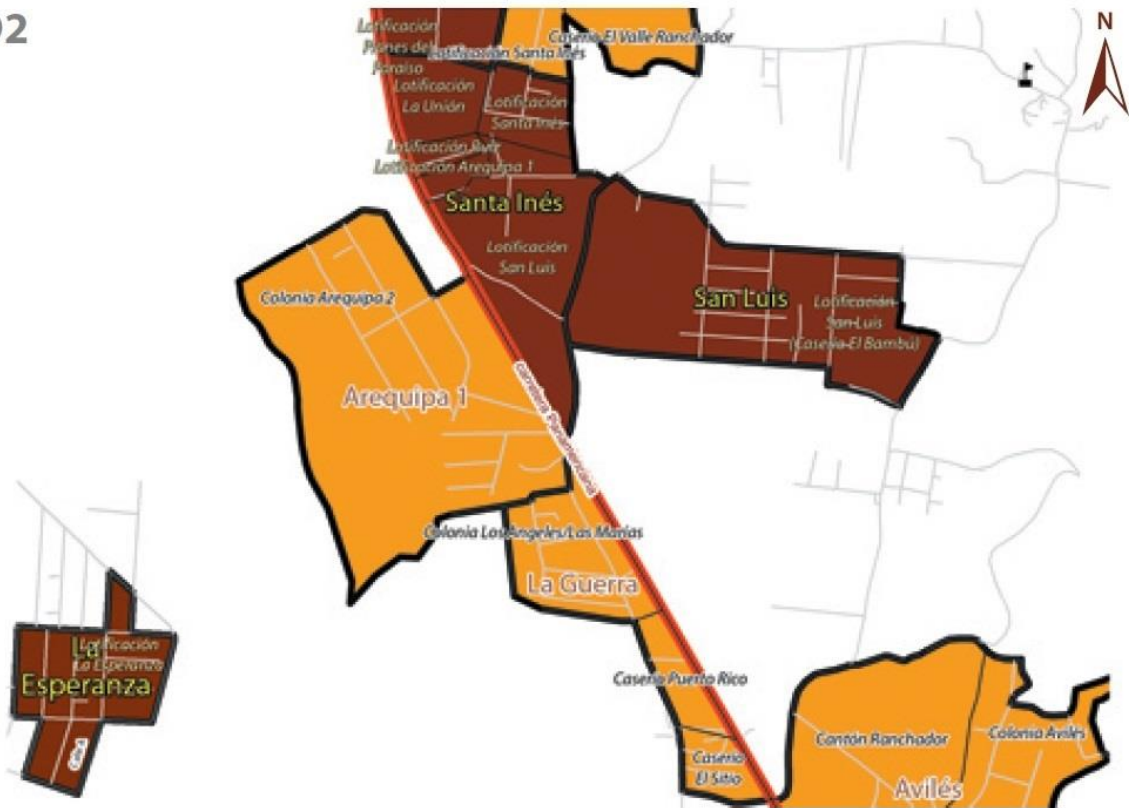 92
N
Lotificación
Planes del
Paraíso
Caserío El Valle Ranchador
Lotificación Santa Inés
Lotificación
La Unión
Lotificación
Santa Inés
Lotificación Ruiz
Lotificación Arequipa 1
Santa Inés
Lotificación
San Luis
San Luis
Lotificación
San Luis
(Caserío El Bambú)
Colonia Arequipa 2
Arequipa 1
carretera Panamericana
Colonia Los Angeles/Las Marías
La Guerra
La
Esperanza
Lotificación
La Esperanza
Caserío Puerto Rico
Caserío
El Sitio
Cantón Ranchador
Colonia Avilés
Avilés